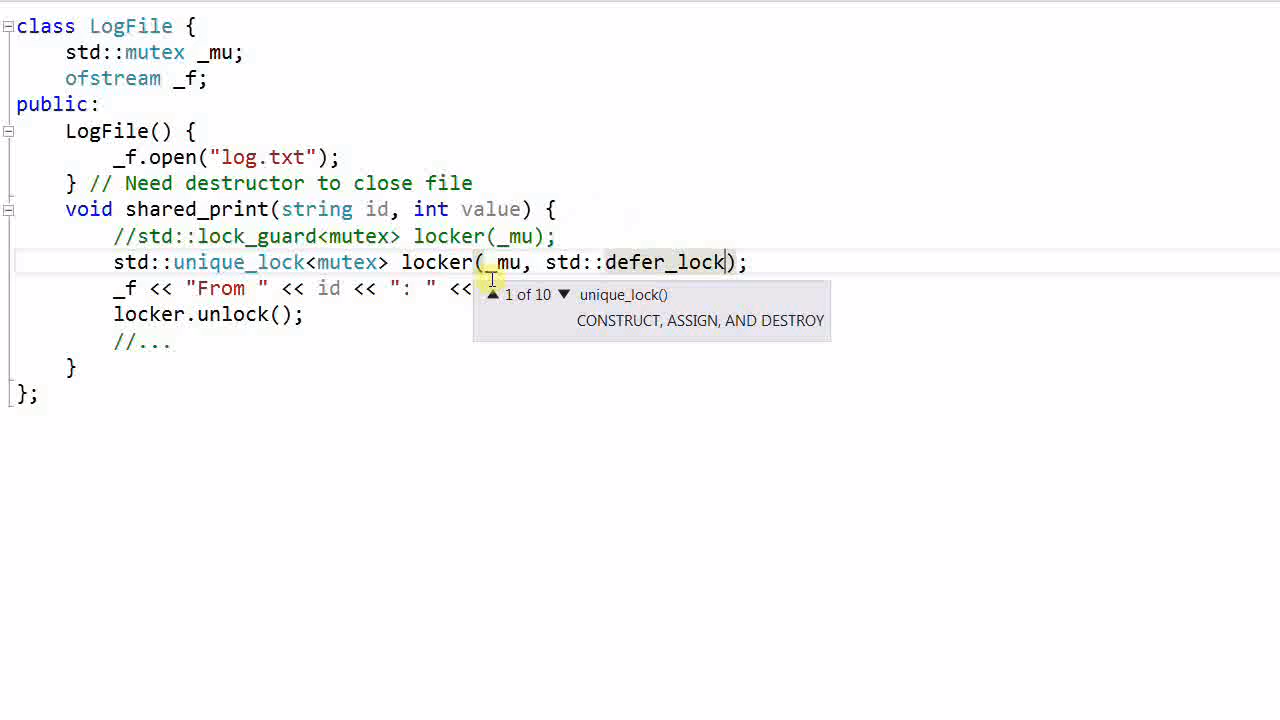 class LogFile {
    std::mutex _mu;
    ofstream _f;
public:
    LogFile() {
        _f.open("log.txt");
    } // Need destructor to close file
    void shared_print(string id, int value) {
        //std::lock_guard<mutex> locker(_mu);
        std::unique_lock<mutex> locker(_mu, std::defer_lock);
        _f << "From " << id << ": " <<
▲ 1 of 10 ▼ unique_lock()
        locker.unlock();
CONSTRUCT, ASSIGN, AND DESTROY
        //...
    }
};